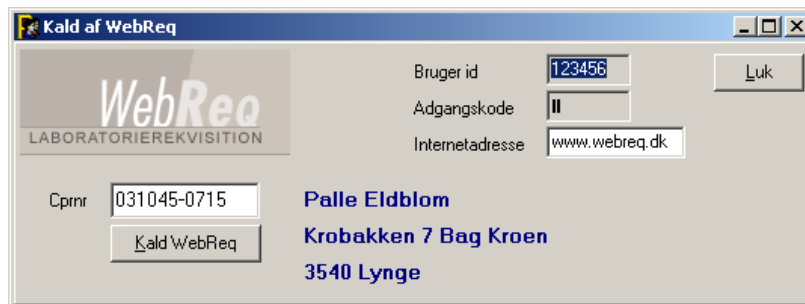 Kald af WebReq
WebReq
LABORATORIEREKVISITION
Bruger id 123456
Luk
Adgangskode
Internetadresse www.webreq.dk
Cprnr 031045-0715
Kald WebReq
Palle Eldblom
Krobakken 7 Bag Kroen
3540 Lynge